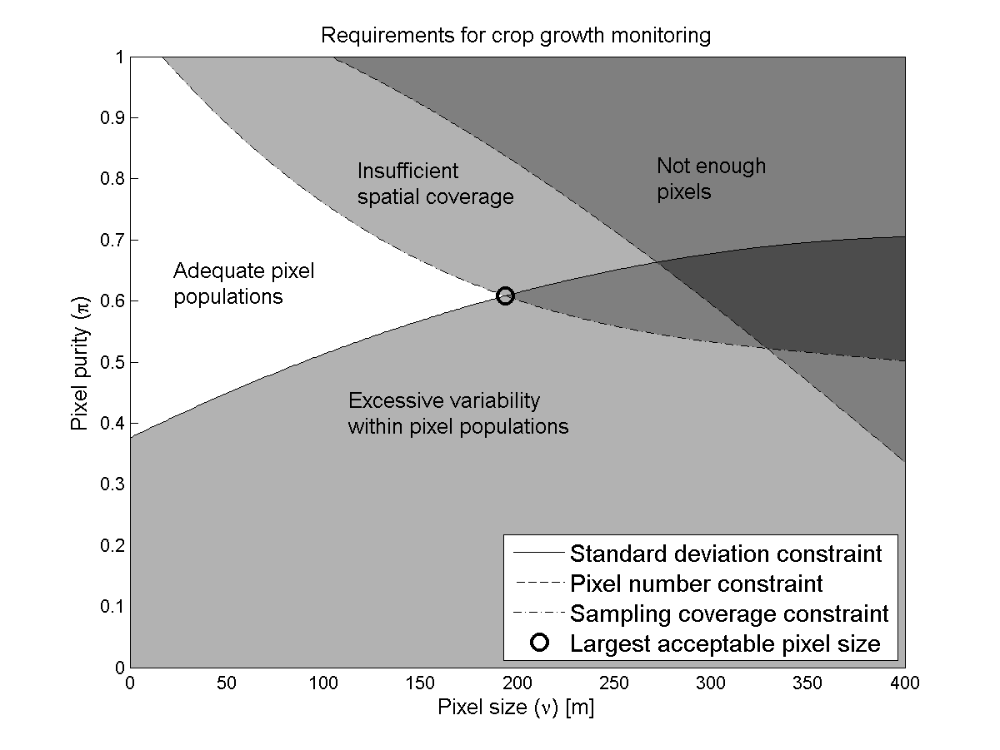 Requirements for crop growth monitoring
1
0.9
0.8
0.7
0.6
0.5
0.4
0.3
0.2
0.1
0
Pixel purity (π)
Insufficient
spatial coverage
Not enough
pixels
Adequate pixel
populations
Excessive variability
within pixel populations
Standard deviation constraint
Pixel number constraint
Sampling coverage constraint
Largest acceptable pixel size
0 50 100 150 200 250 300 350 400
Pixel size (ν) [m]